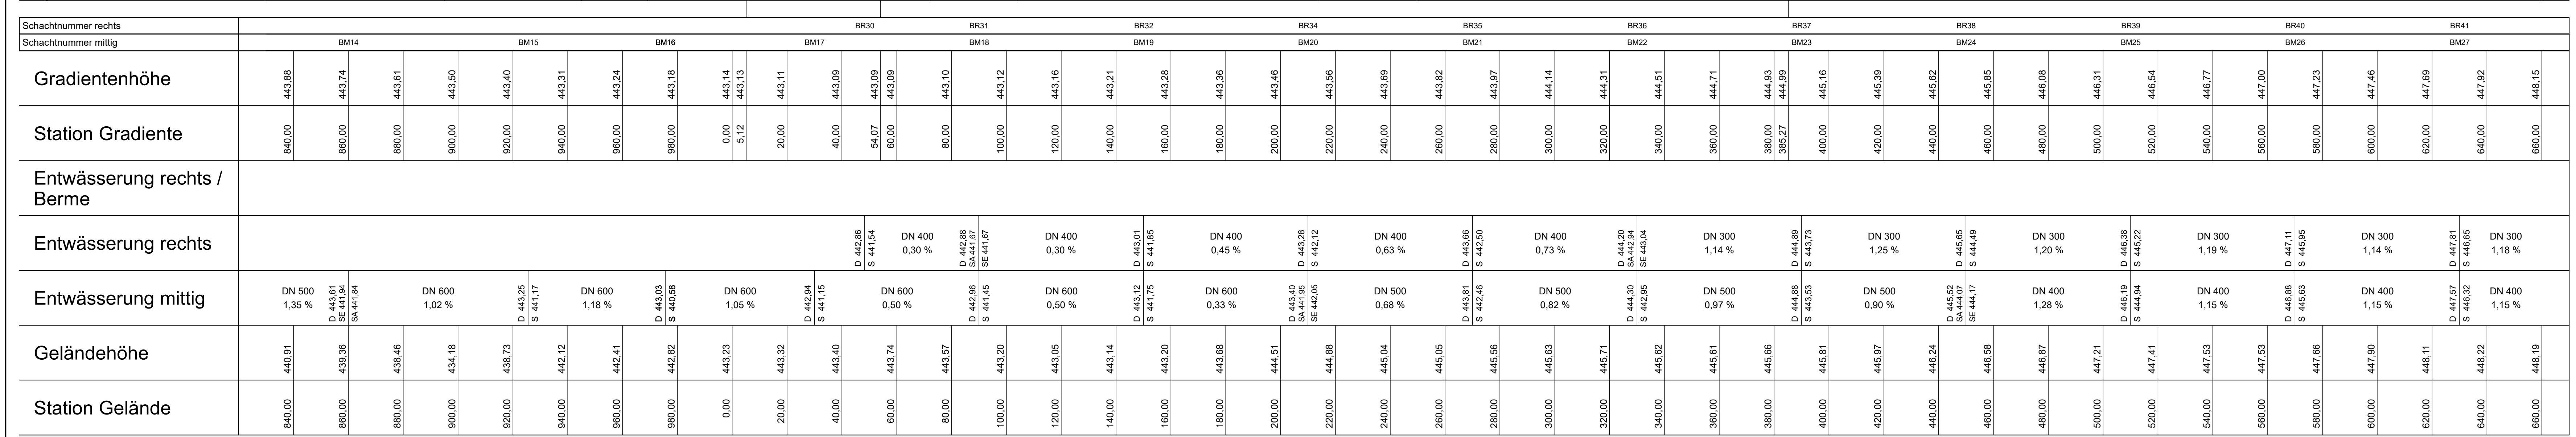 Schachtnummer rechts BR30 BR31 BR32 BR34 BR35 BR36 BR37 BR38 BR39 BR40 BR41
Schachtnummer mittig BM14 BM15 BM16 BM17 BM18 BM19 BM20 BM21 BM22 BM23 BM24 BM25 BM26 BM27
Gradientenhöhe 443,88 443,74 443,61 443,50 443,40 443,31 443,24 443,18 443,14 443,13 443,11 443,09 443,09 443,09 443,10 443,12 443,16 443,21 443,28 443,36 443,46 443,56 443,69 443,82 443,97 444,14 444,31 444,51 444,71 444,93 444,99 445,16 445,39 445,62 445,85 446,08 446,31 446,54 446,77 447,00 447,23 447,46 447,69 447,92 448,15
Station Gradiente 840,00 860,00 880,00 900,00 920,00 940,00 960,00 980,00 0,00 5,12 20,00 40,00 54,07 60,00 80,00 100,00 120,00 140,00 160,00 180,00 200,00 220,00 240,00 260,00 280,00 300,00 320,00 340,00 360,00 380,00 385,27 400,00 420,00 440,00 460,00 480,00 500,00 520,00 540,00 560,00 580,00 600,00 620,00 640,00 660,00
Entwässerung rechts /
Berme
Entwässerung rechts
D 442,86
S 441,54
DN 400
0,30 %
D 442,88
SA 441,67
SE 441,67
DN 400
0,30 %
D 443,01
S 441,85
DN 400
0,45 %
D 443,28
S 442,12
DN 400
0,63 %
D 443,66
S 442,50
DN 400
0,73 %
D 444,20
SA 442,94
SE 443,04
DN 300
1,14 %
D 444,89
S 443,73
DN 300
1,25 %
D 445,65
S 444,49
DN 300
1,20 %
D 446,38
S 445,22
DN 300
1,19 %
D 447,11
S 445,95
DN 300
1,14 %
D 447,81
S 446,65
DN 300
1,18 %
Entwässerung mittig
DN 500
1,35 %
D 443,61
SE 441,94
SA 441,84
DN 600
1,02 %
D 443,25
S 441,17
DN 600
1,18 %
D 443,03
S 440,58
DN 600
1,05 %
D 442,94
S 441,15
DN 600
0,50 %
D 442,96
S 441,45
DN 600
0,50 %
D 443,12
S 441,75
DN 600
0,33 %
D 443,40
SA 441,95
SE 442,05
DN 500
0,68 %
D 443,81
S 442,46
DN 500
0,82 %
D 444,30
S 442,95
DN 500
0,97 %
D 444,88
S 443,53
DN 500
0,90 %
D 445,52
SA 444,07
SE 444,17
DN 400
1,28 %
D 446,19
S 444,94
DN 400
1,15 %
D 446,88
S 445,63
DN 400
1,15 %
D 447,57
S 446,32
DN 400
1,15 %
Geländehöhe 440,91 439,36 438,46 434,18 438,73 442,12 442,41 442,82 443,23 443,32 443,40 443,74 443,57 443,20 443,05 443,14 443,20 443,68 444,51 444,88 445,04 445,05 445,56 445,63 445,71 445,62 445,61 445,66 445,81 445,97 446,24 446,58 446,87 447,21 447,41 447,53 447,53 447,66 447,90 448,11 448,22 448,19
Station Gelände 840,00 860,00 880,00 900,00 920,00 940,00 960,00 980,00 0,00 20,00 40,00 60,00 80,00 100,00 120,00 140,00 160,00 180,00 200,00 220,00 240,00 260,00 280,00 300,00 320,00 340,00 360,00 380,00 400,00 420,00 440,00 460,00 480,00 500,00 520,00 540,00 560,00 580,00 600,00 620,00 640,00 660,00